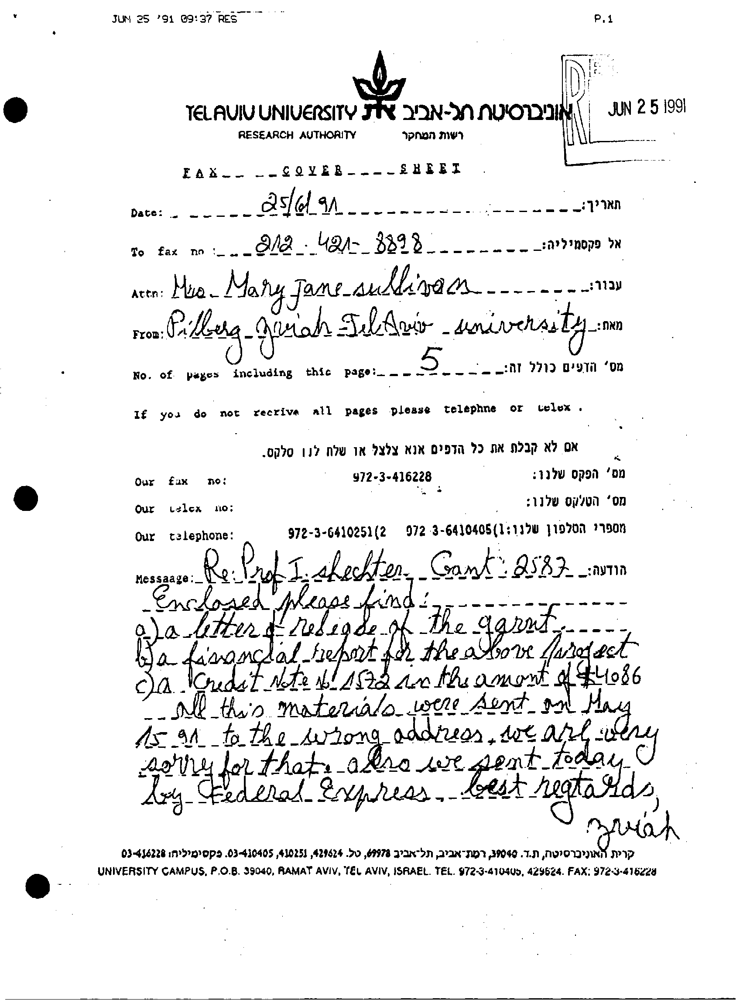 JUN 25 '91 09:37 RES P.1
TEL AVIV UNIVERSITY אוניברסיטת תל-אביב
JUN 25 1991
RESEARCH AUTHORITY רשות המחקר
FAX COVER SHEET
Date: 25/6/91 תאריך:
To fax no: 212-421-8898 אל פקסמיליה:
Attn: Mrs. Mary Jane sullivan עבור:
From: Pilberg Zviah - Tel Aviv university מאת:
No. of pages including this page: 5 מס' הדפים כולל זה:
If you do not recrive all pages please telephne or telex.
אם לא קבלת את כל הדפים אנא צלצל או שלח לנו טלקס.
Our fax no: 972-3-416228 מס' הפקס שלנו:
Our telex no: מס' הטלקס שלנו:
Our telephone: 972-3-6410251(2 972 3-6410405(1 מספרי הטלפון שלנו:
Messaage: Re: Prof I. shechter, Gant: 2587 הודעה:
Enclosed please find:
a) a letter of of the garnt.
b) a financial report for the above project
c) a Credit Note № 1572 in the amont of $4086
all this materials were sent on May
15 91 to the wrong address, we are very
sorry for that. also we sent today
by Federal Express best regtards,
zviah
קרית האוניברסיטה, ת.ד. 39040, רמת-אביב, תל-אביב 69978, טל. 429624, 410251, 03-410405. פקסימיליה: 03-416228
UNIVERSITY CAMPUS, P.O.B. 39040, RAMAT AVIV, TEL AVIV, ISRAEL. TEL. 972-3-410405, 429624. FAX: 972-3-416228